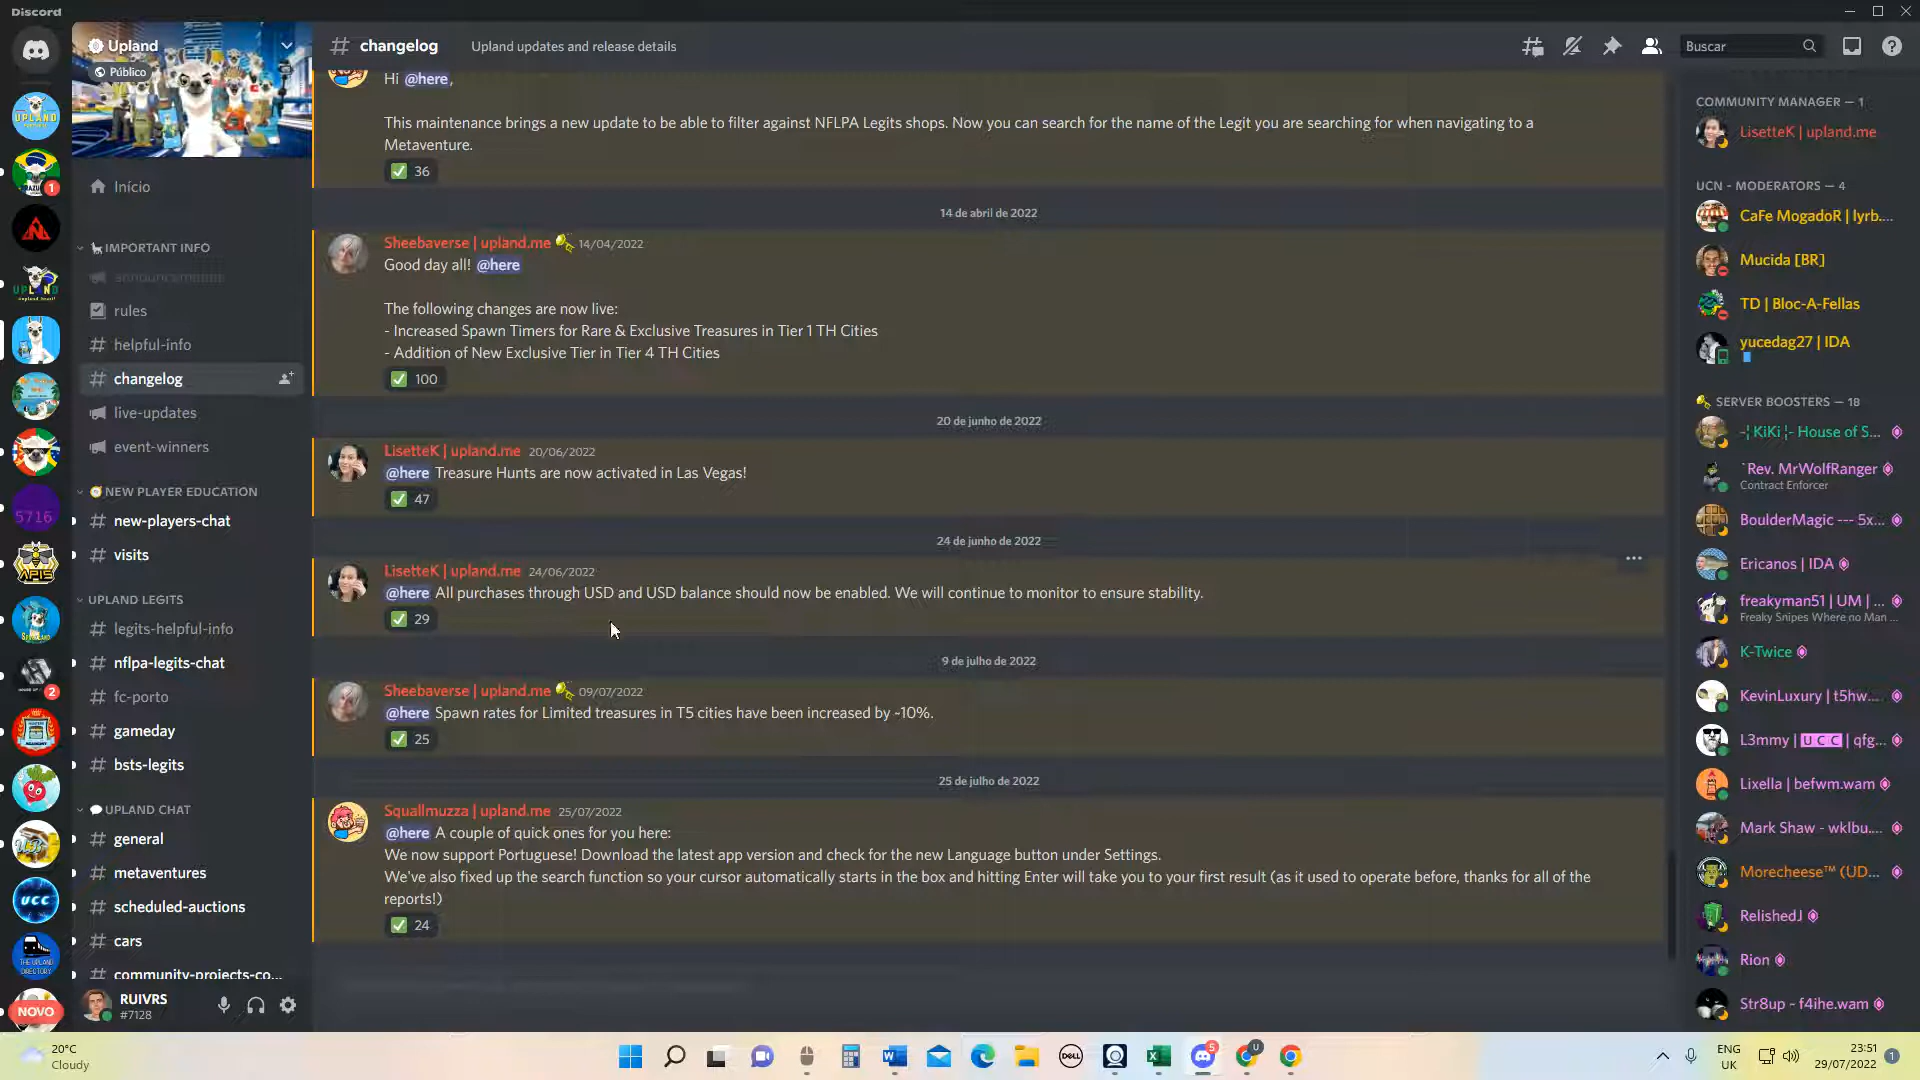 Discord
Upland
Público
# changelog
Upland updates and release details
Buscar
Início
IMPORTANT INFO
rules
helpful-info
changelog
live-updates
event-winners
NEW PLAYER EDUCATION
new-players-chat
visits
UPLAND LEGITS
legits-helpful-info
nflpa-legits-chat
fc-porto
gameday
bsts-legits
UPLAND CHAT
general
metaventures
scheduled-auctions
cars
community-projects-co...
RUIVRS
#7128
Hi @here,
This maintenance brings a new update to be able to filter against NFLPA Legits shops. Now you can search for the name of the Legit you are searching for when navigating to a
Metaventure.
36
14 de abril de 2022
Sheebaverse | upland.me 14/04/2022
Good day all! @here
The following changes are now live:
- Increased Spawn Timers for Rare & Exclusive Treasures in Tier 1 TH Cities
- Addition of New Exclusive Tier in Tier 4 TH Cities
100
20 de junho de 2022
LisetteK | upland.me 20/06/2022
@here Treasure Hunts are now activated in Las Vegas!
47
24 de junho de 2022
LisetteK | upland.me 24/06/2022
@here All purchases through USD and USD balance should now be enabled. We will continue to monitor to ensure stability.
29
9 de julho de 2022
Sheebaverse | upland.me 09/07/2022
@here Spawn rates for Limited treasures in T5 cities have been increased by ~10%.
25
25 de julho de 2022
Squallmuzza | upland.me 25/07/2022
@here A couple of quick ones for you here:
We now support Portuguese! Download the latest app version and check for the new Language button under Settings.
We've also fixed up the search function so your cursor automatically starts in the box and hitting Enter will take you to your first result (as it used to operate before, thanks for all of the
reports!)
24
COMMUNITY MANAGER — 1
LisetteK | upland.me
UCN - MODERATORS — 4
CaFe MogadoR | lyrb....
Mucida [BR]
TD | Bloc-A-Fellas
yucedag27 | IDA
SERVER BOOSTERS — 18
-¦ KiKi ¦- House of S...
`Rev. MrWolfRanger
Contract Enforcer
BoulderMagic --- 5x...
Ericanos | IDA
freakyman51 | UM | ...
Freaky Snipes Where no Man ...
K-Twice
KevinLuxury | t5hw...
L3mmy | UCC | qfg...
Lixella | befwm.wam
Mark Shaw - wklbu....
Morecheese™ (UD...
RelishedJ
Rion
Str8up - f4ihe.wam
UPLAND
1
5716
APIS
2
UCC
THE UPLAND
DIRECTORY
NOVO
20°C
Cloudy
DELL
5
U
ENG
UK
23:51
29/07/2022
1